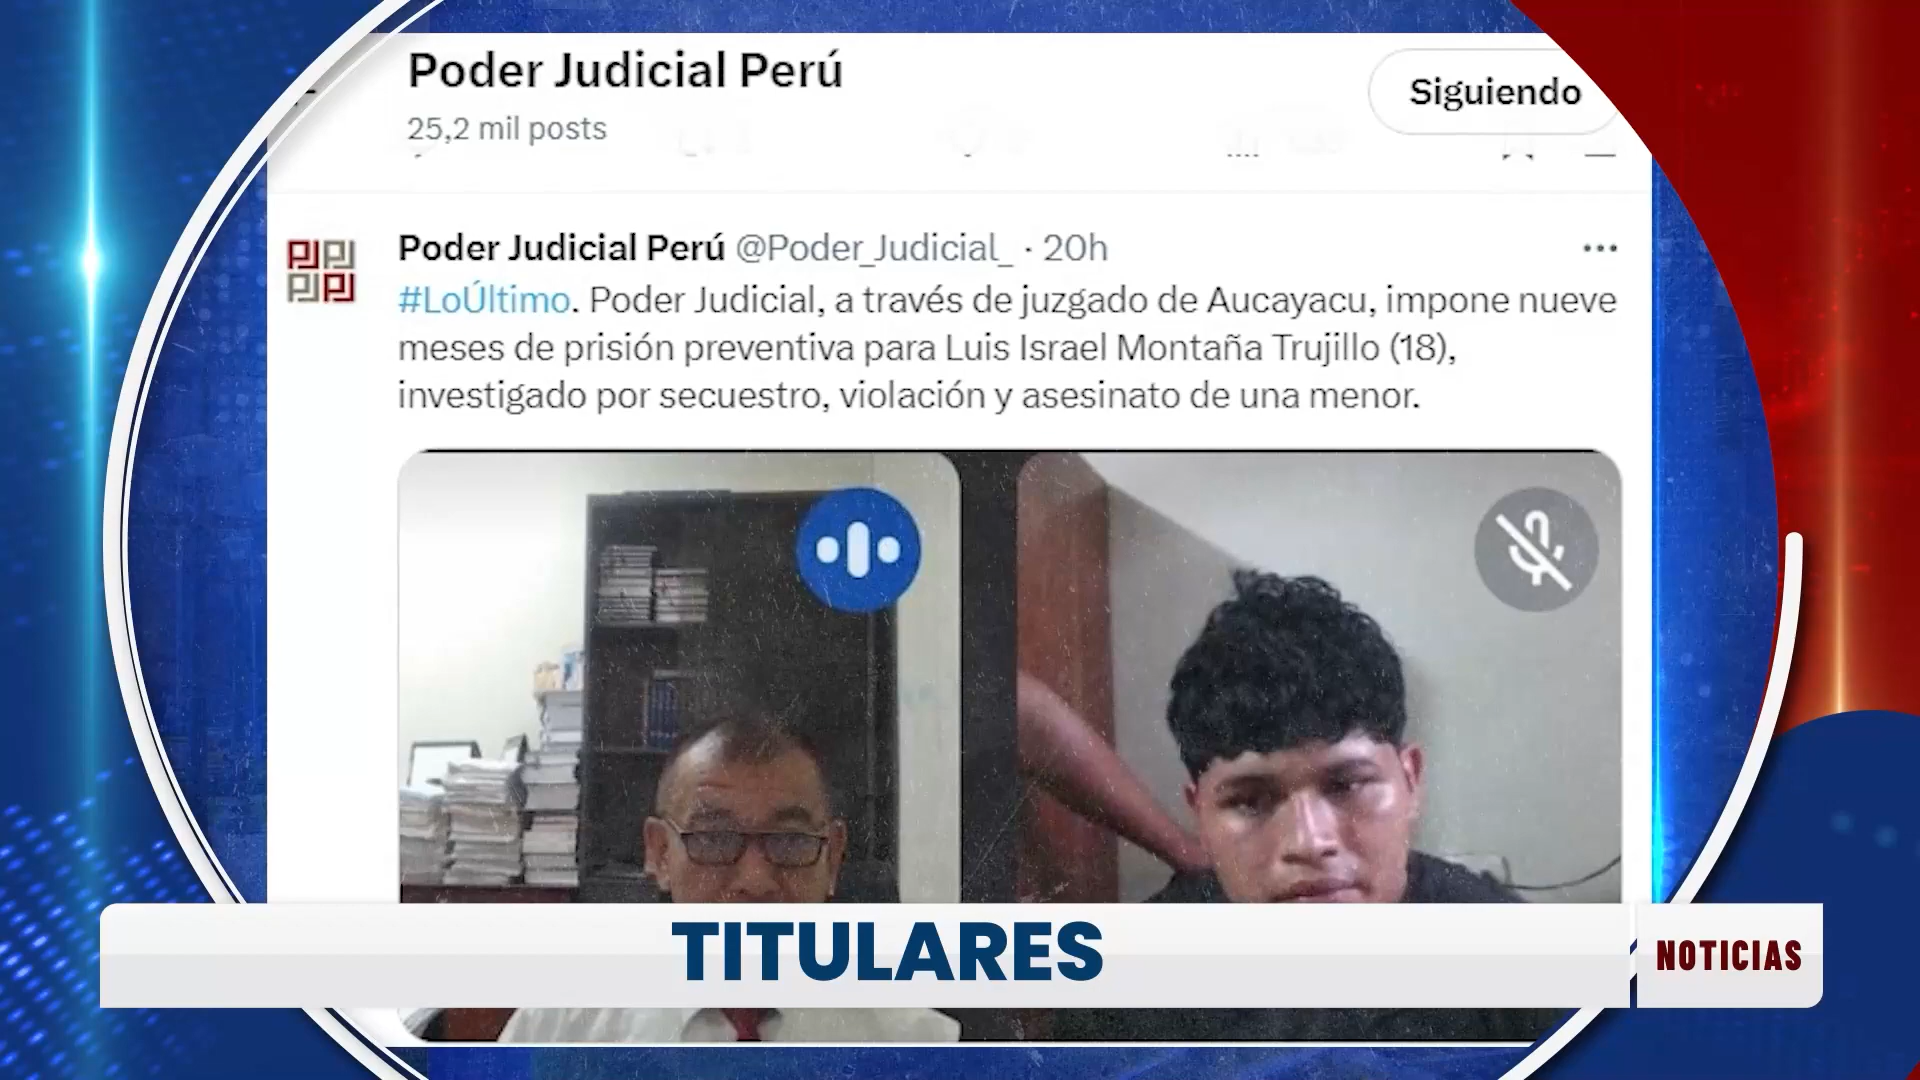 Poder Judicial Perú
25,2 mil posts
Siguiendo
Poder Judicial Perú @Poder_Judicial_ · 20h
#LoÚltimo. Poder Judicial, a través de juzgado de Aucayacu, impone nueve
meses de prisión preventiva para Luis Israel Montaña Trujillo (18),
investigado por secuestro, violación y asesinato de una menor.
TITULARES
NOTICIAS